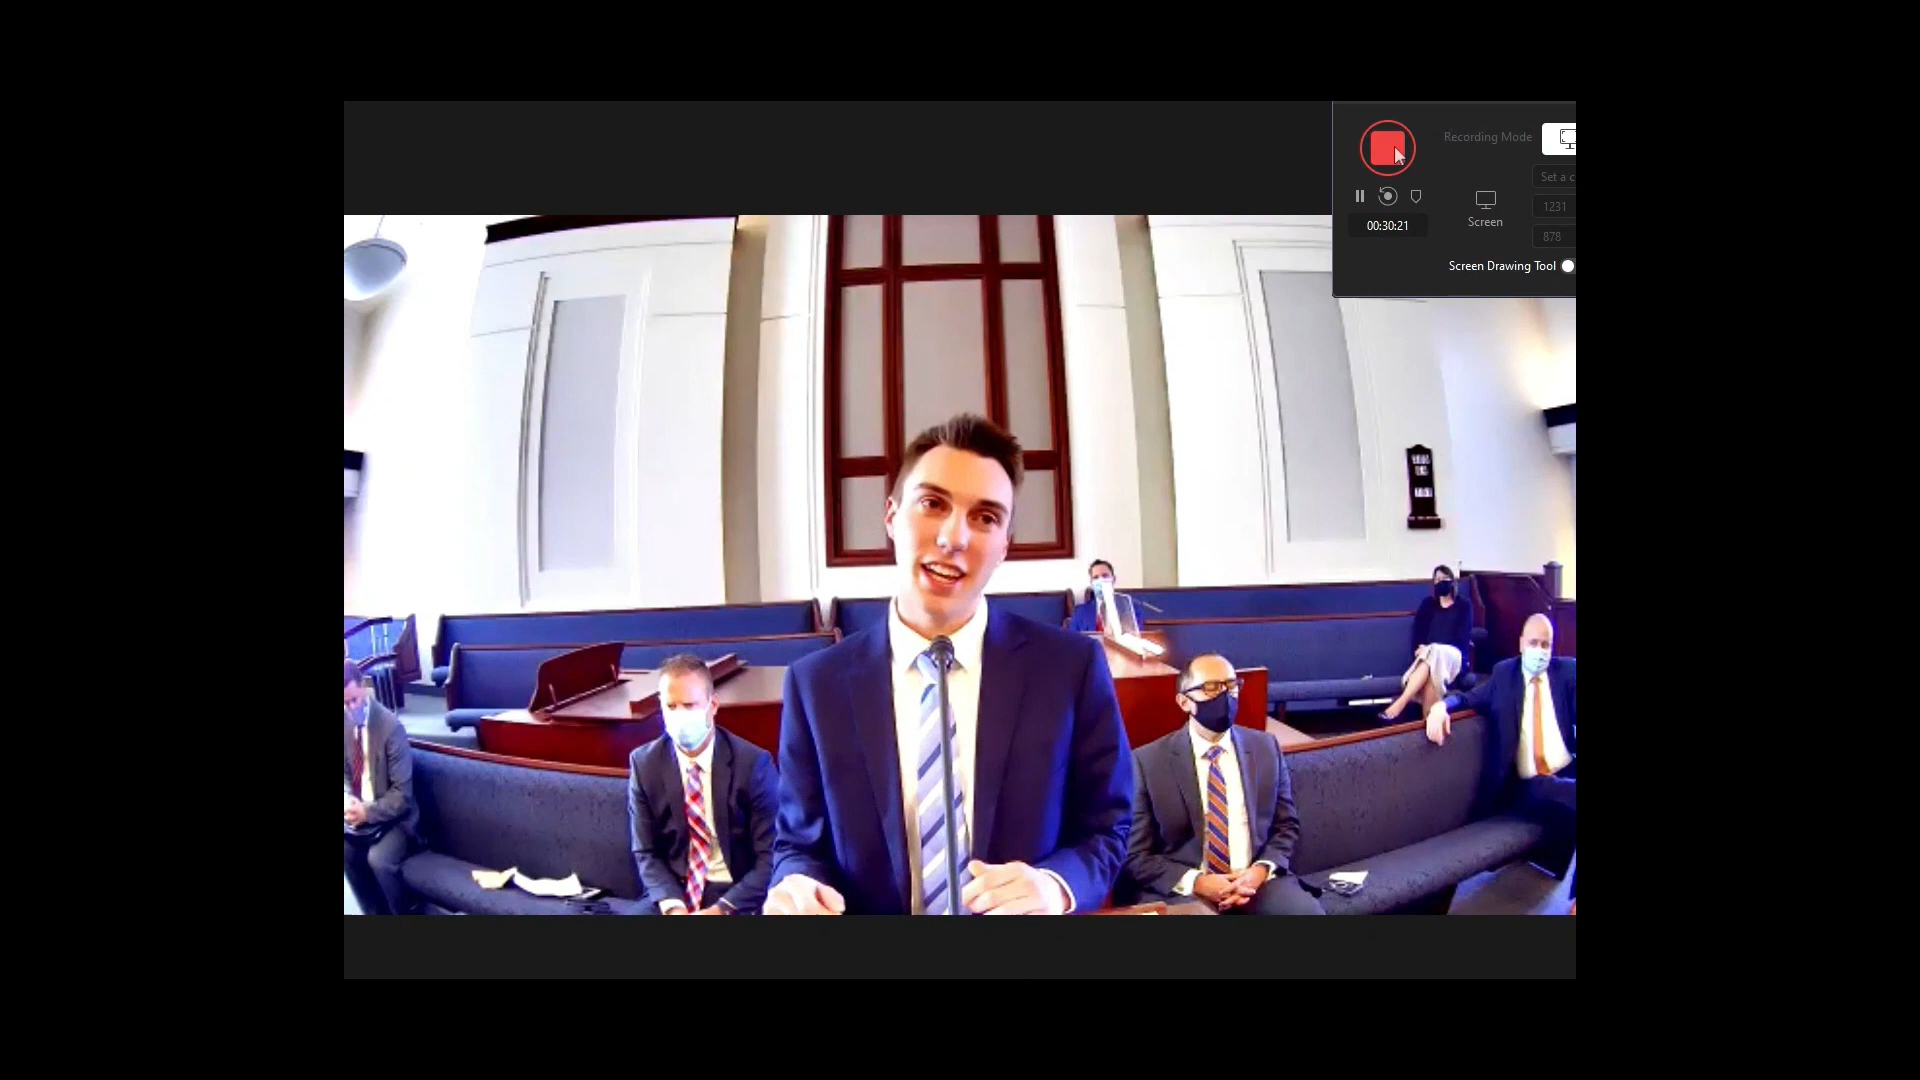 Recording Mode
Set a c
1231
Screen
00:30:21
878
Screen Drawing Tool